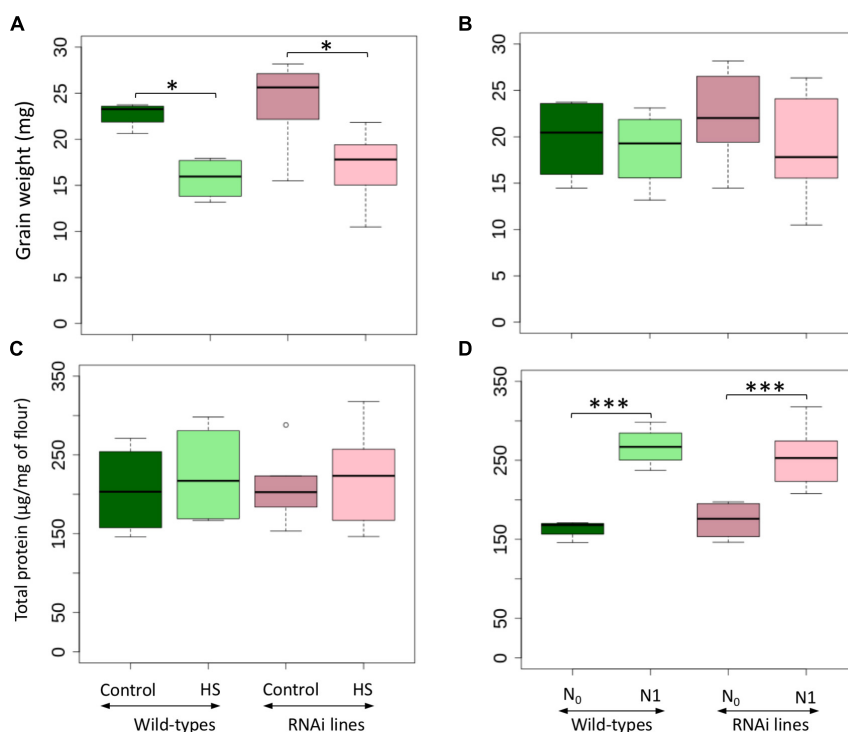 A
B
Grain weight (mg)
30
25
20
15
10
5
0
*
*
30
25
20
15
10
5
0
C
D
Total protein (µg/mg of flour)
350
250
150
50
0
350
250
150
50
0
***
***
Control HS Control HS
Wild-types RNAi lines
N₀ N1 N₀ N1
Wild-types RNAi lines